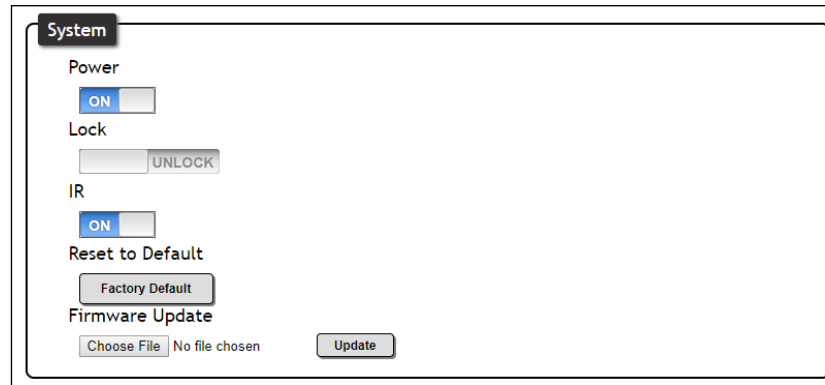 System
Power
ON
Lock
UNLOCK
IR
ON
Reset to Default
Factory Default
Firmware Update
Choose File No file chosen Update